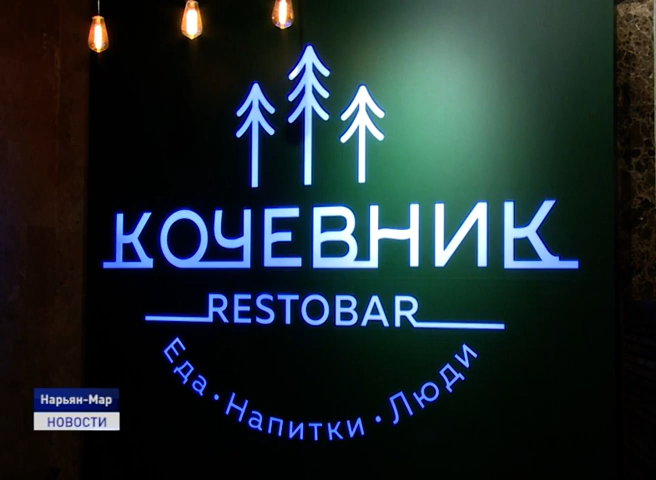 КОЧЕВНИК
RESTOBAR
Еда · Напитки · Люди
Нарьян-Мар
НОВОСТИ